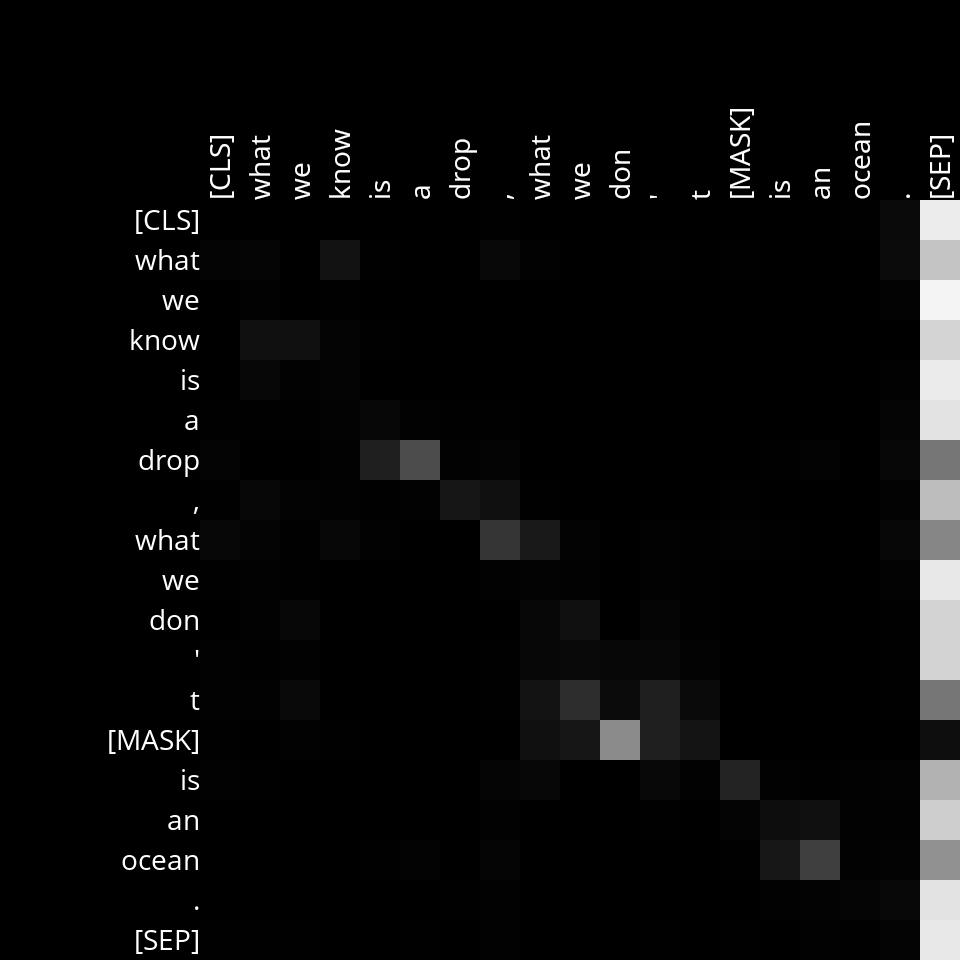 [CLS] what we know is a drop , what we don ' t [MASK] is an ocean . [SEP]
[CLS]
what
we
know
is
a
drop
,
what
we
don
'
t
[MASK]
is
an
ocean
.
[SEP]